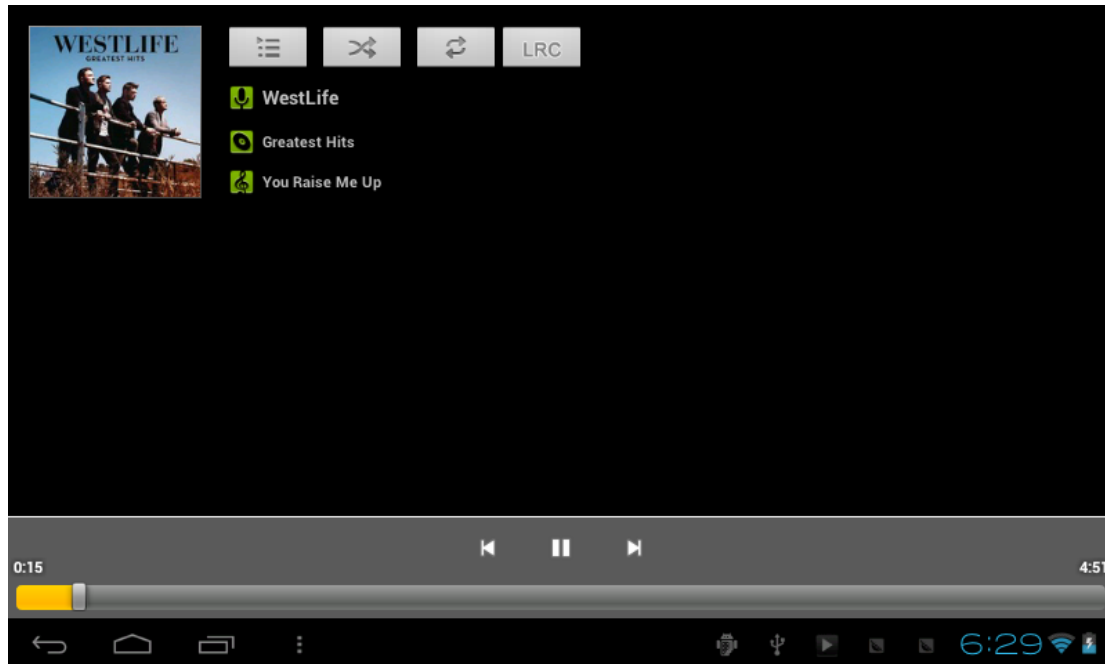 WESTLIFE
GREATEST HITS
LRC
WestLife
Greatest Hits
You Raise Me Up
0:15
4:51
6:29